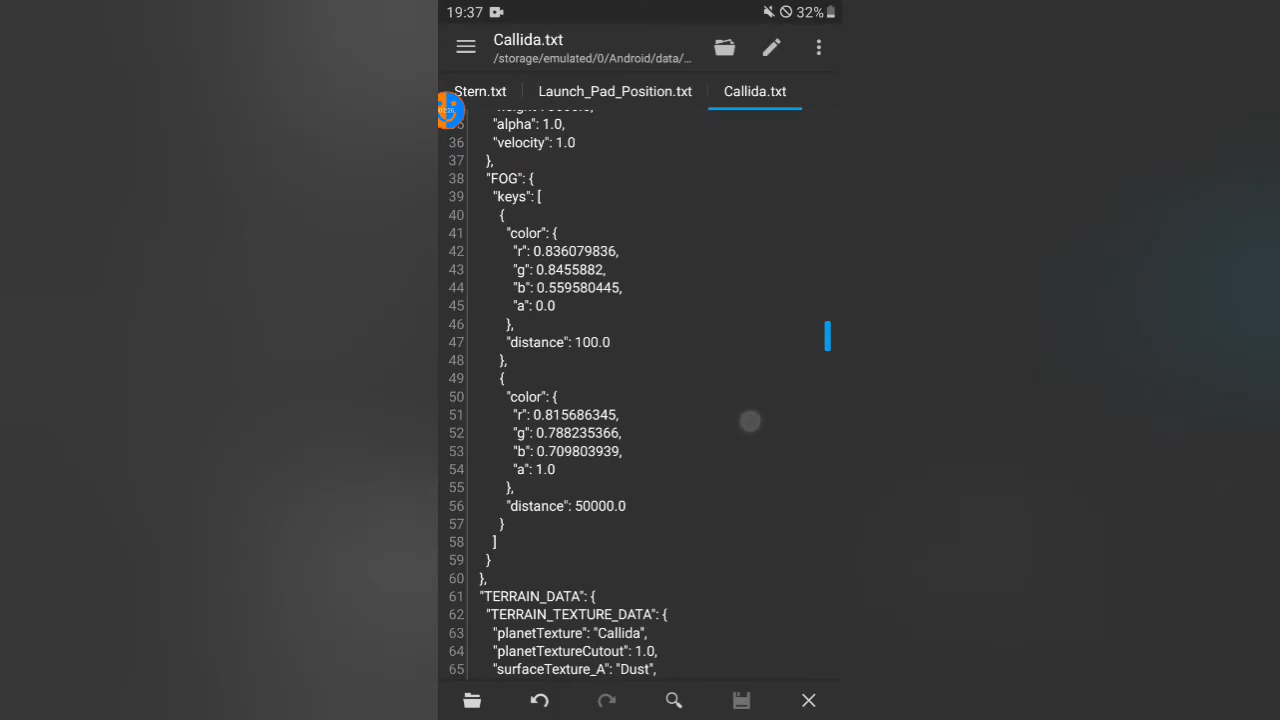 19:37 32%
Callida.txt
/storage/emulated/0/Android/data/...
Stern.txt Launch_Pad_Position.txt Callida.txt
"alpha": 1.0,
36 "velocity": 1.0
37 },
38 "FOG": {
39 "keys": [
40 {
41 "color": {
42 "r": 0.836079836,
43 "g": 0.8455882,
44 "b": 0.559580445,
45 "a": 0.0
46 },
47 "distance": 100.0
48 },
49 {
50 "color": {
51 "r": 0.815686345,
52 "g": 0.788235366,
53 "b": 0.709803939,
54 "a": 1.0
55 },
56 "distance": 50000.0
57 }
58 ]
59 }
60 },
61 "TERRAIN_DATA": {
62 "TERRAIN_TEXTURE_DATA": {
63 "planetTexture": "Callida",
64 "planetTextureCutout": 1.0,
65 "surfaceTexture_A": "Dust",